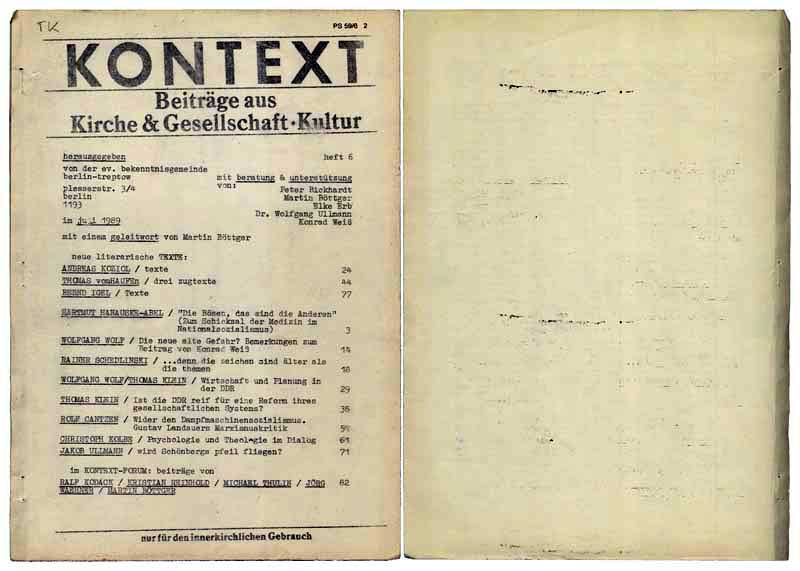 TK
PS 59/6 2
KONTEXT
Beiträge aus
Kirche & Gesellschaft·Kultur
herausgegeben heft 6
von der ev. bekenntnisgemeinde
berlin-treptow
plesserstr. 3/4
berlin
1193
im juni 1989
mit beratung & unterstützung
von:
Peter Bickhardt
Martin Böttger
Elke Erb
Dr. Wolfgang Ullmann
Konrad Weiß
mit einem geleitwort von Martin Böttger
neue literarische TEXTE:
ANDREAS KOZIOL / texte 24
THOMAS vomHAUFEn / drei zugtexte 44
BERND IGEL / Texte 77
HARTMUT HANAUSKE-ABEL / "Die Bösen, das sind die Anderen"
(Zum Schicksal der Medizin im
Nationalsozialismus) 3
WOLFGANG WOLF / Die neue alte Gefahr? Bemerkungen zum
Beitrag von Konrad Weiß 14
RAINER SCHEDLINSKI / ...denn die zeichen sind älter als
die themen 18
WOLFGANG WOLF/THOMAS KLEIN / Wirtschaft und Planung in
der DDR 29
THOMAS KLEIN / Ist die DDR reif für eine Reform ihres
gesellschaftlichen Systems? 36
ROLF CANTZEN / Wider den Dampfmaschinensozialismus.
Gustav Landauers Marxismuskritik
CHRISTOPH KOLBE / Psychologie und Theologie im Dialog 61
JAKOB ULLMANN / wird Schönbergs pfeil fliegen? 71
im KONTEXT-FORUM: beiträge von
RALF KODACK / KRISTIAN REINHOLD / MICHAEL THULIN / JÖRG 82
/ MARTIN BÖTTGER
nur für den innerkirchlichen Gebrauch